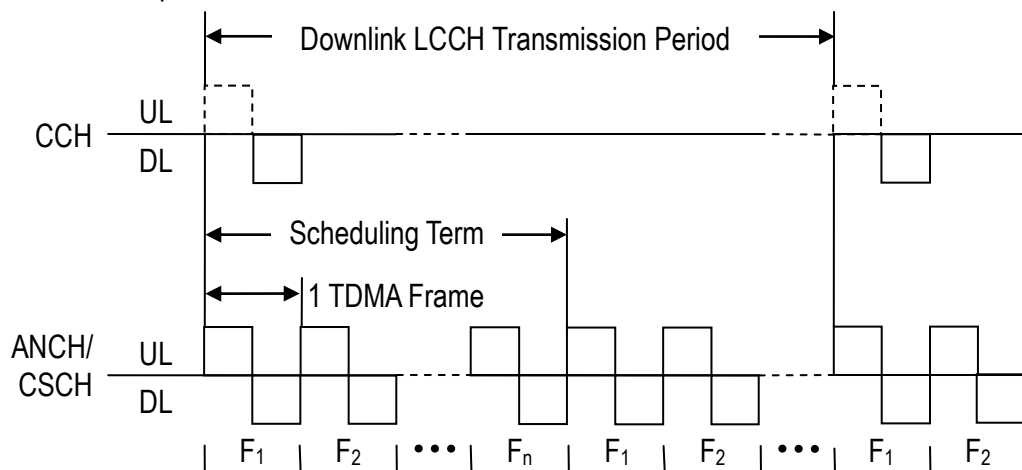 Downlink LCCH Transmission Period
UL
CCH
DL
Scheduling Term
1 TDMA Frame
ANCH/
CSCH
UL
DL
F1 F2 ••• Fn F1 F2 ••• F1 F2